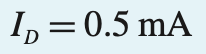 I_D = 0.5 mA